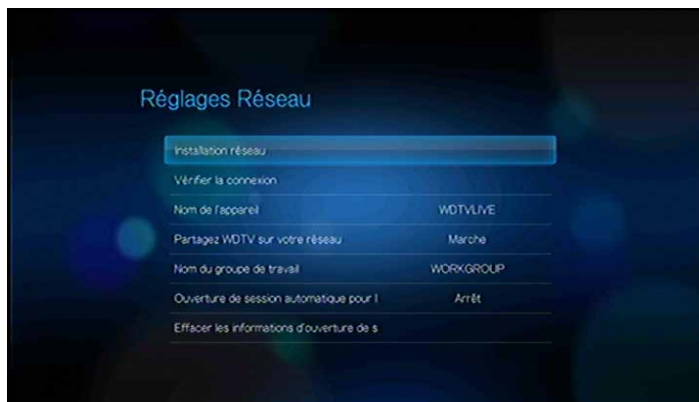 Réglages Réseau
Installation réseau
Vérifier la connexion
Nom de l'appareil WDTVLIVE
Partagez WDTV sur votre réseau Marche
Nom du groupe de travail WORKGROUP
Ouverture de session automatique pour l Arrêt
Effacer les informations d'ouverture de s